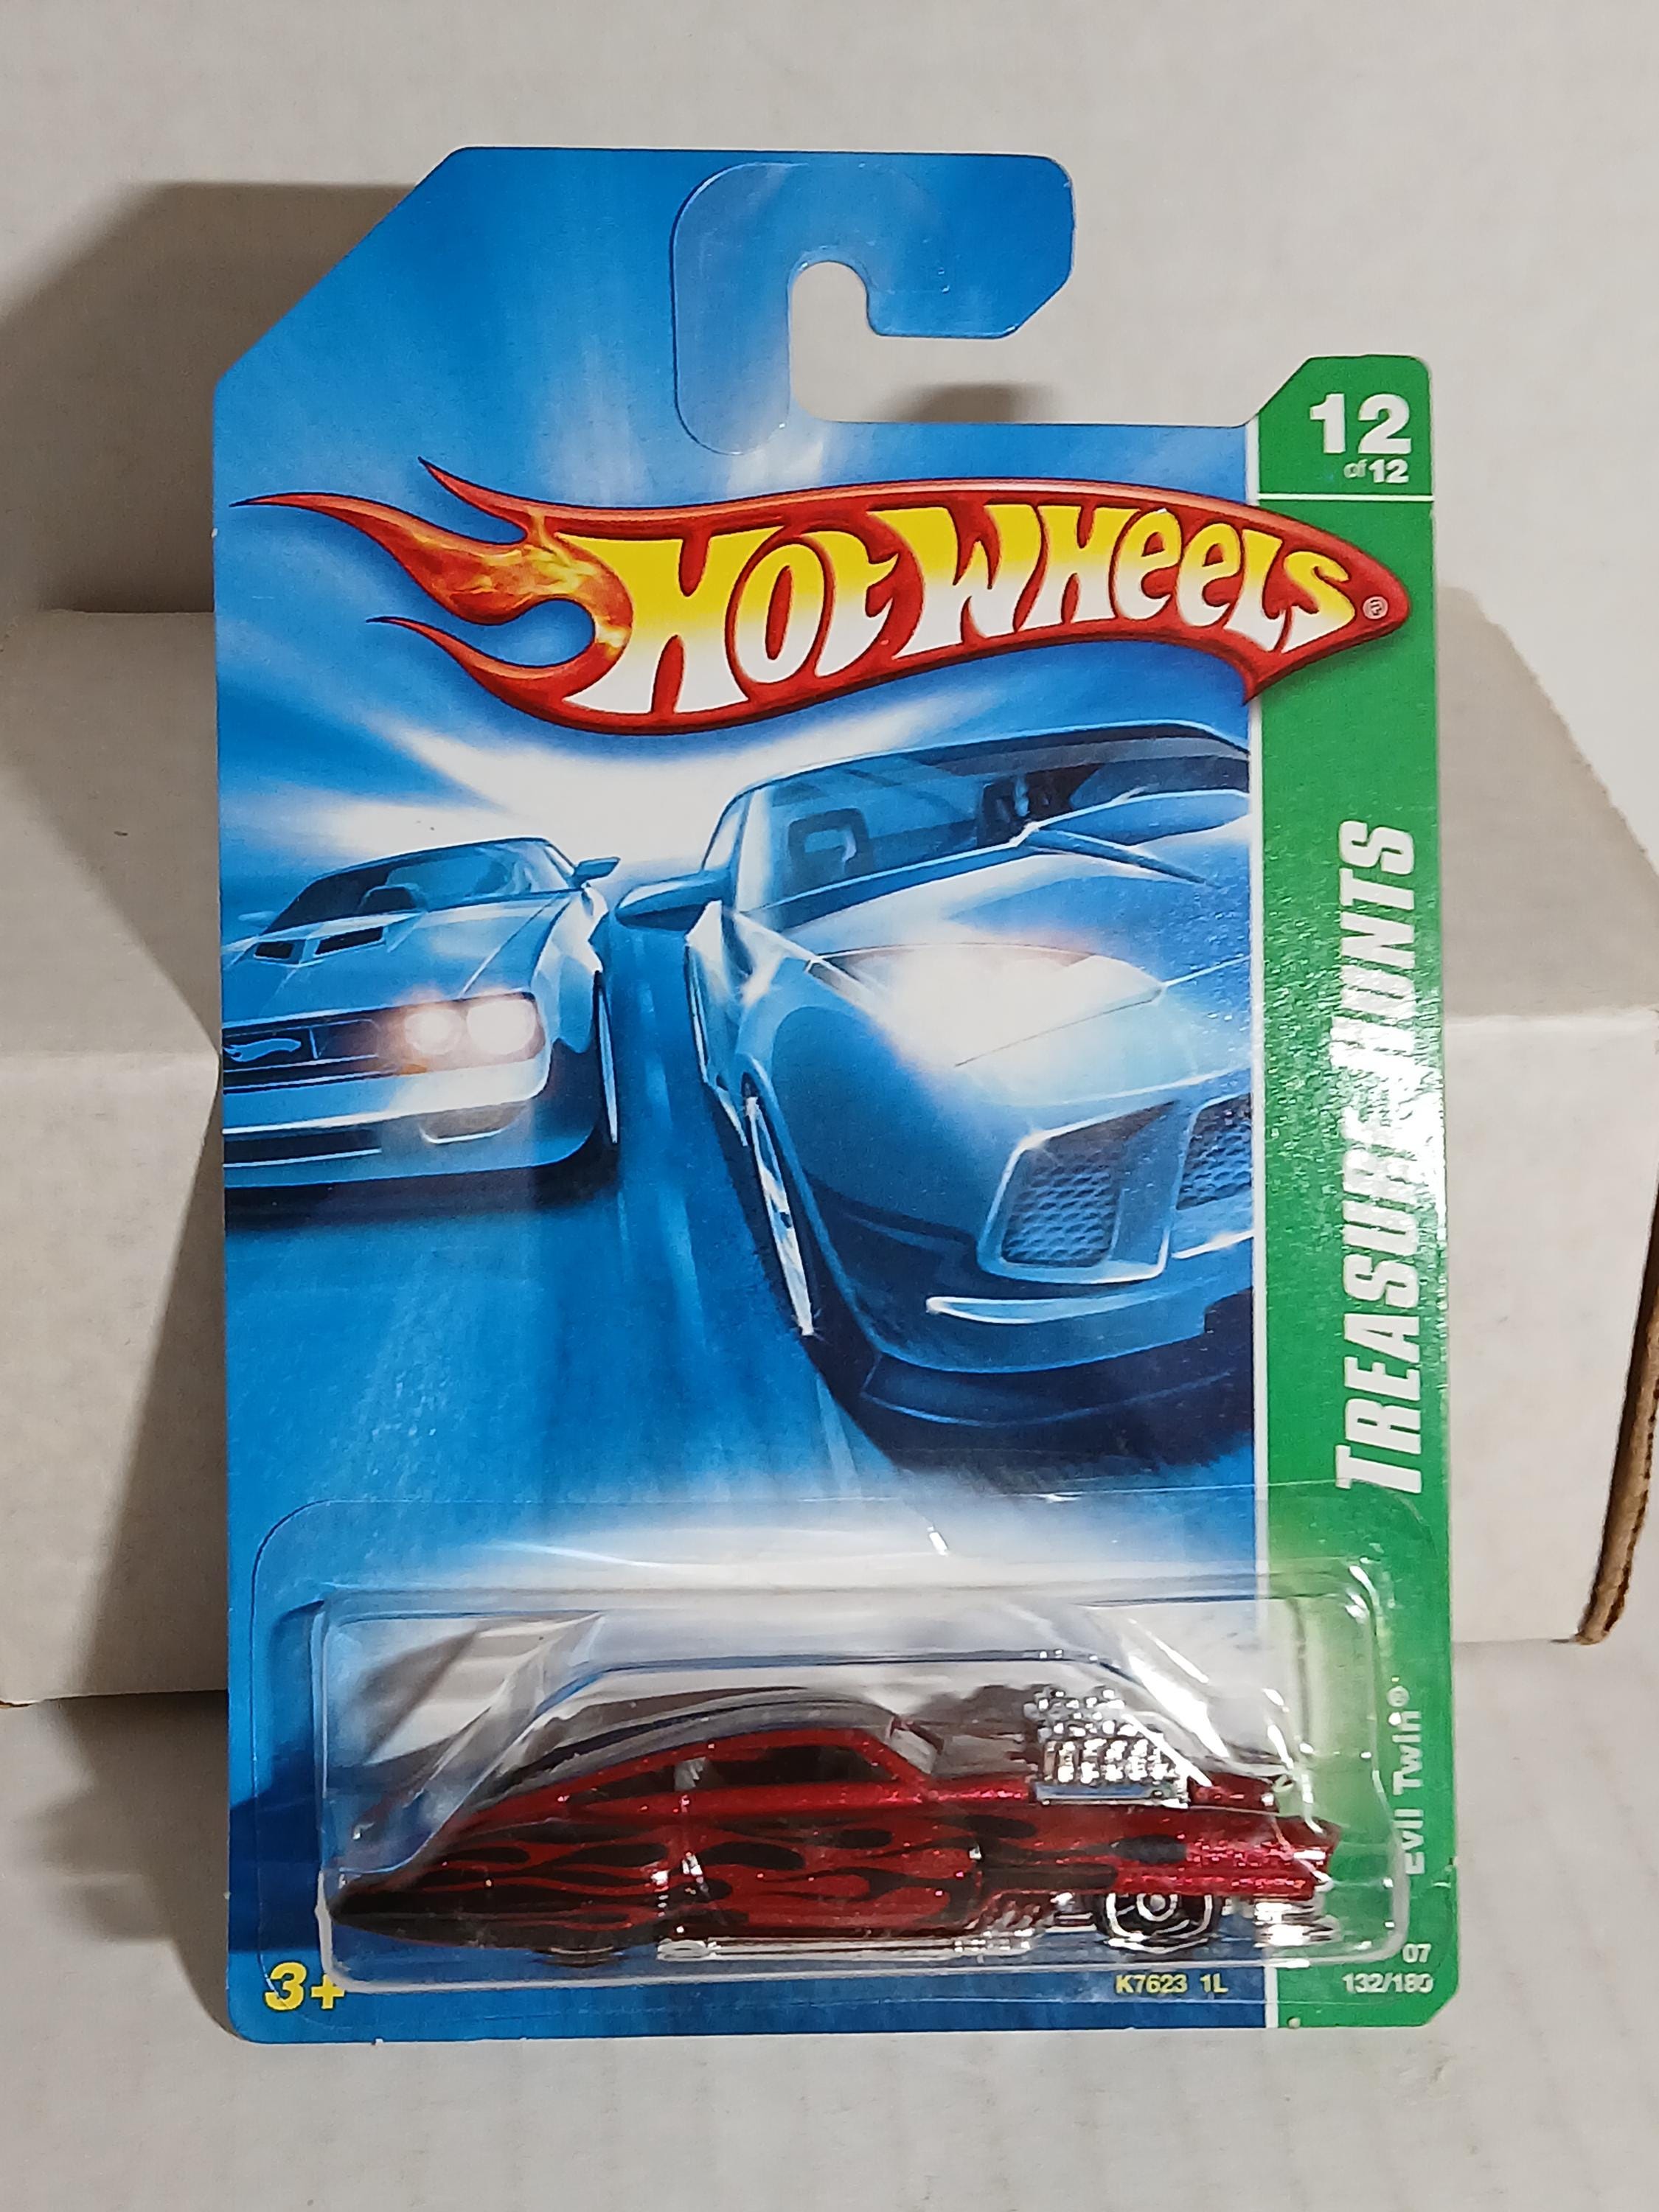 12
of 12
HOT WHEELS®
TREASURE HUNTS
Evil Twin®
07
132/180
K7623 1L
3+